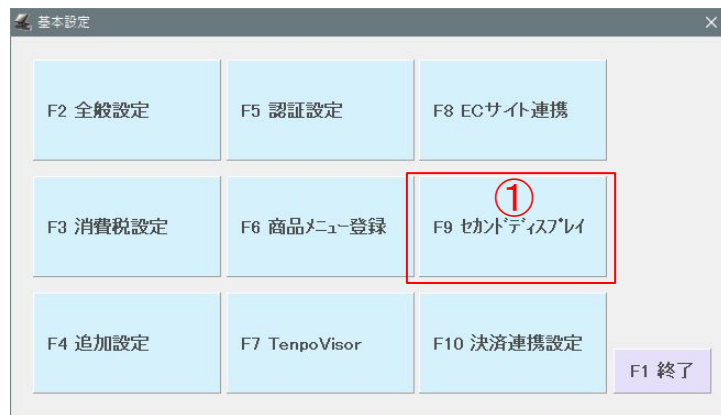 基本設定
F2 全般設定
F5 認証設定
F8 ECサイト連携
①
F3 消費税設定
F6 商品ﾒﾆｭｰ登録
F9 ｾｶﾝﾄﾞﾃﾞｨｽﾌﾟﾚｲ
F4 追加設定
F7 TenpoVisor
F10 決済連携設定
F1 終了